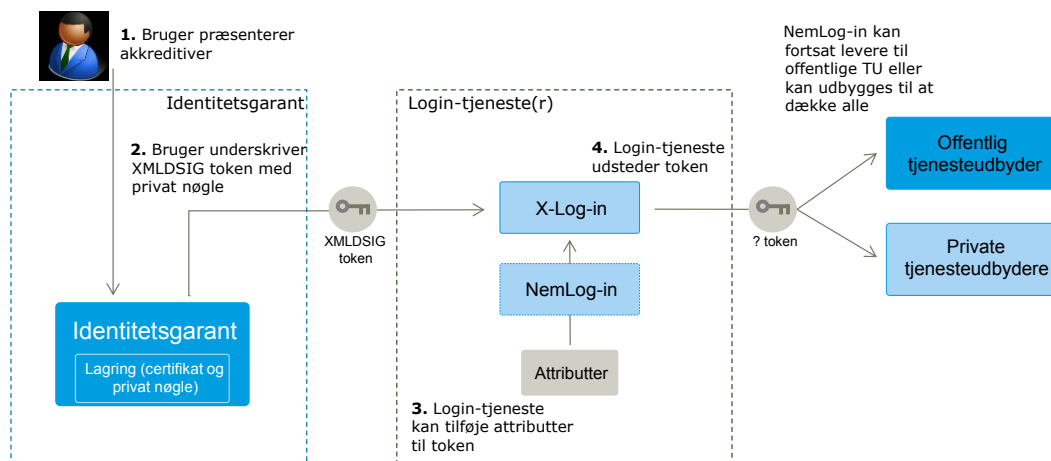 1. Bruger præsenterer
akkreditiver
NemLog-in kan
fortsat levere til
offentlige TU eller
kan udbygges til at
dække alle
Identitetsgarant
Login-tjeneste(r)
2. Bruger underskriver
XMLDSIG token med
privat nøgle
4. Login-tjeneste
udsteder token
Offentlig
tjenesteudbyder
X-Log-in
XMLDSIG
token
? token
Private
tjenesteudbydere
NemLog-in
Identitetsgarant
Lagring (certifikat og
privat nøgle)
Attributter
3. Login-tjeneste
kan tilføje attributter
til token